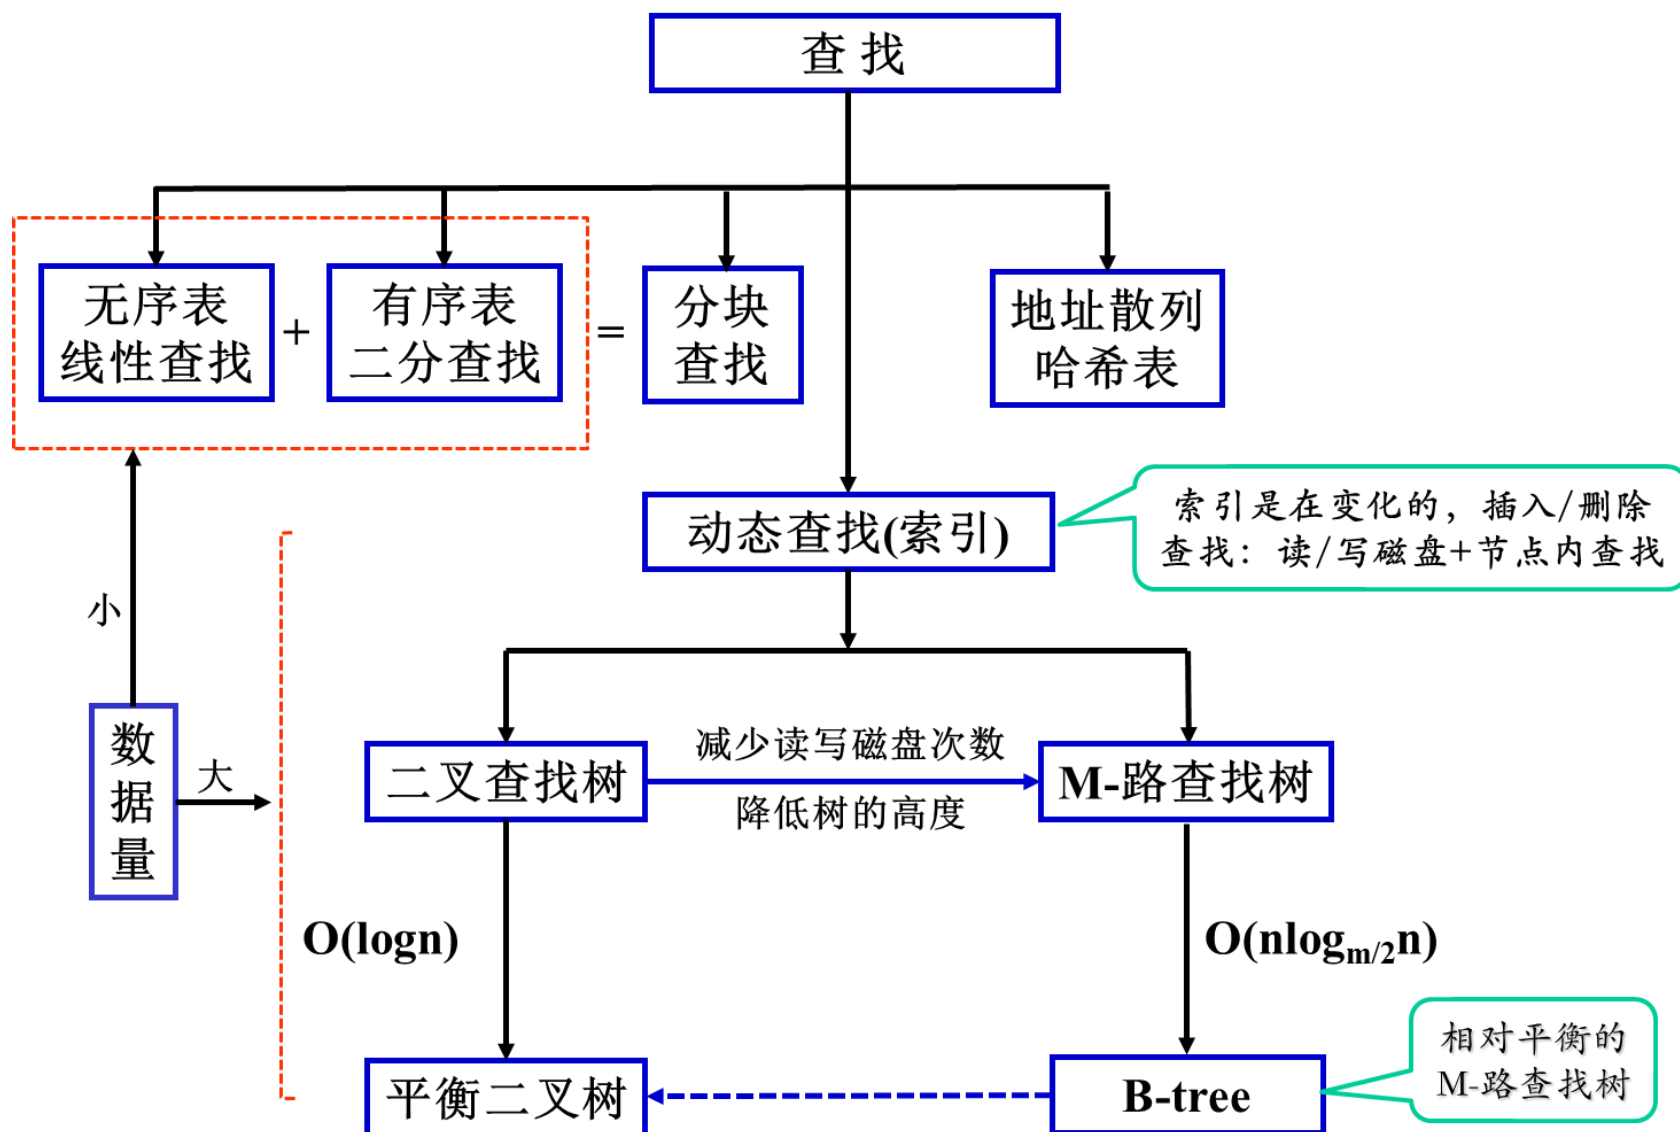 查 找
无序表
线性查找
+
有序表
二分查找
=
分块
查找
地址散列
哈希表
动态查找(索引)
索引是在变化的，插入/删除
查找：读/写磁盘+节点内查找
小
数
据
量
大
二叉查找树
减少读写磁盘次数
降低树的高度
M-路查找树
O(logn)
O(nlogm/2n)
平衡二叉树
B-tree
相对平衡的
M-路查找树